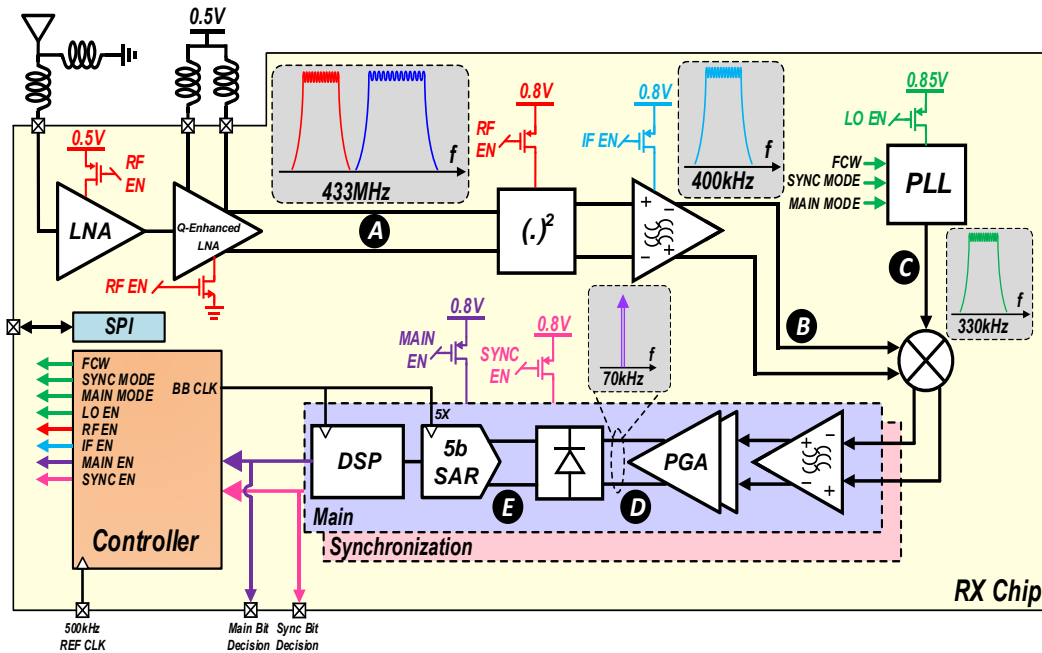 0.5V
0.5V
RF
EN
LNA
Q-Enhanced
LNA
RF EN
f
433MHz
A
0.8V
RF
EN
(.)²
0.8V
IF EN
f
400kHz
+
−
−
+
0.85V
LO EN
FCW
SYNC MODE
MAIN MODE
PLL
C
f
330kHz
B
SPI
FCW
SYNC MODE
MAIN MODE
LO EN
RF EN
IF EN
MAIN EN
SYNC EN
BB CLK
Controller
0.8V
MAIN
EN
0.8V
SYNC
EN
f
70kHz
5X
DSP
5b
SAR
E
D
PGA
+
−
−
+
Main
Synchronization
500kHz
REF CLK
Main Bit
Decision
Sync Bit
Decision
RX Chip